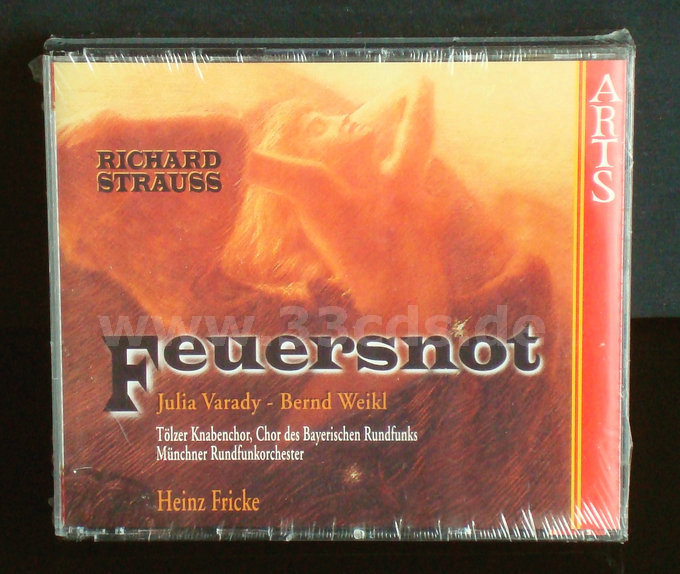 ARTS
RICHARD
STRAUSS
www.33cds.de
Feuersnot
Julia Varady - Bernd Weikl
Tölzer Knabenchor, Chor des Bayerischen Rundfunks
Münchner Rundfunkorchester
Heinz Fricke